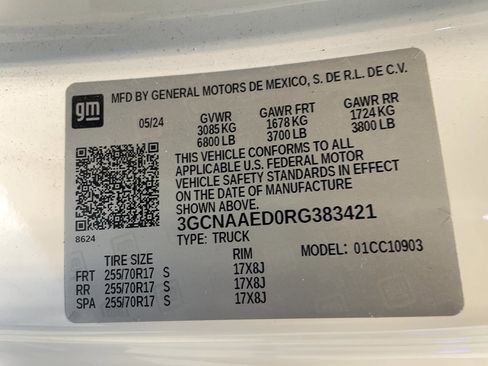 gm
MFD BY GENERAL MOTORS DE MEXICO, S. DE R.L. DE C.V.
05/24 GVWR GAWR FRT GAWR RR
3085 KG 1678 KG 1724 KG
6800 LB 3700 LB 3800 LB
THIS VEHICLE CONFORMS TO ALL
APPLICABLE U.S. FEDERAL MOTOR
VEHICLE SAFETY STANDARDS IN EFFECT
ON THE DATE OF MANUFACTURE
3GCNAAED0RG383421
8624
TYPE: TRUCK MODEL: 01CC10903
TIRE SIZE RIM
FRT 255/70R17 S 17X8J
RR 255/70R17 S 17X8J
SPA 255/70R17 S 17X8J